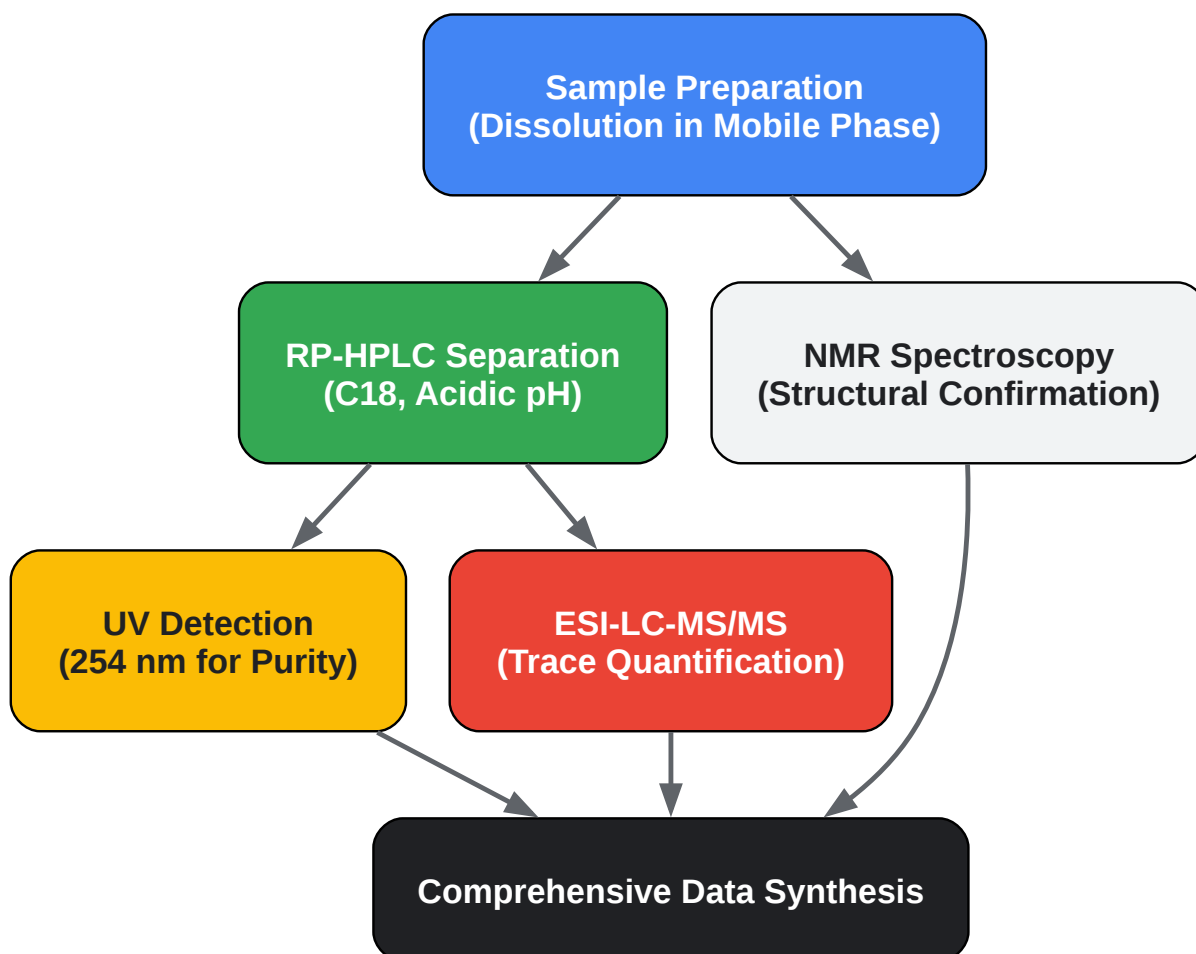 Sample Preparation
(Dissolution in Mobile Phase)
RP-HPLC Separation
(C18, Acidic pH)
NMR Spectroscopy
(Structural Confirmation)
UV Detection
(254 nm for Purity)
ESI-LC-MS/MS
(Trace Quantification)
Comprehensive Data Synthesis